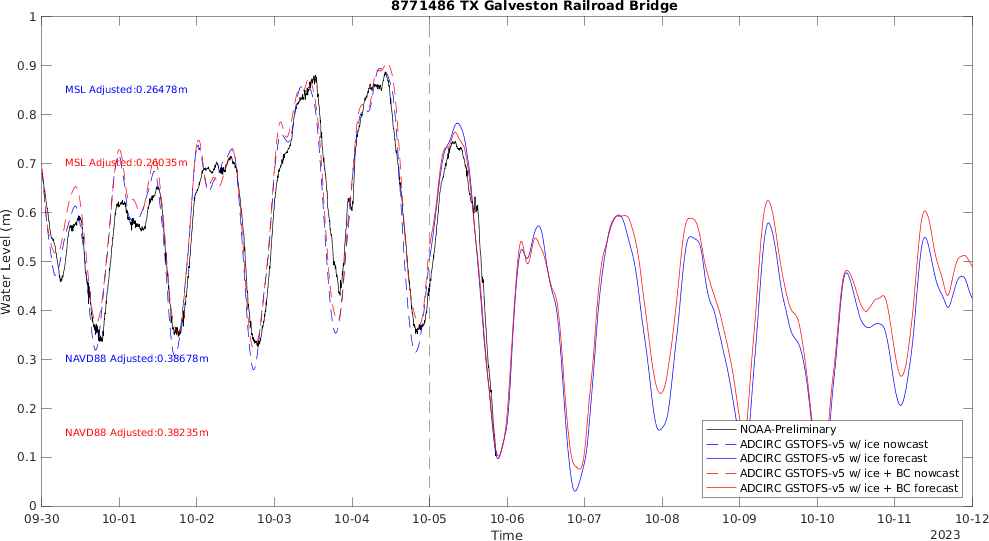 8771486 TX Galveston Railroad Bridge
1
0.9
0.8
0.7
0.6
0.5
0.4
0.3
0.2
0.1
0
Water Level (m)
MSL Adjusted:0.26478m
MSL Adjusted:0.26035m
NAVD88 Adjusted:0.38678m
NAVD88 Adjusted:0.38235m
NOAA-Preliminary
ADCIRC GSTOFS-v5 w/ ice nowcast
ADCIRC GSTOFS-v5 w/ ice forecast
ADCIRC GSTOFS-v5 w/ ice + BC nowcast
ADCIRC GSTOFS-v5 w/ ice + BC forecast
09-30 10-01 10-02 10-03 10-04 10-05 10-06 10-07 10-08 10-09 10-10 10-11 10-12
Time
2023